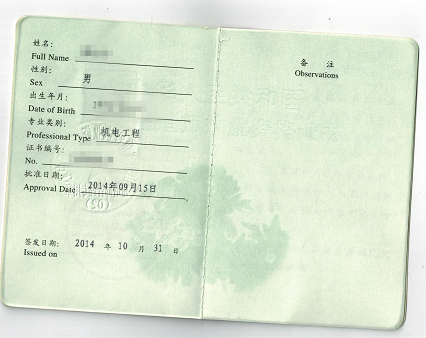 姓名:
Full Name
性别:
Sex 男
出生年月:
Date of Birth 19
专业类别:
Professional Type 机电工程
证书编号:
No.
批准日期:
Approval Date 2014年09月15日
签发日期: 2014 年 10 月 31 日
Issued on
备 注
Observations